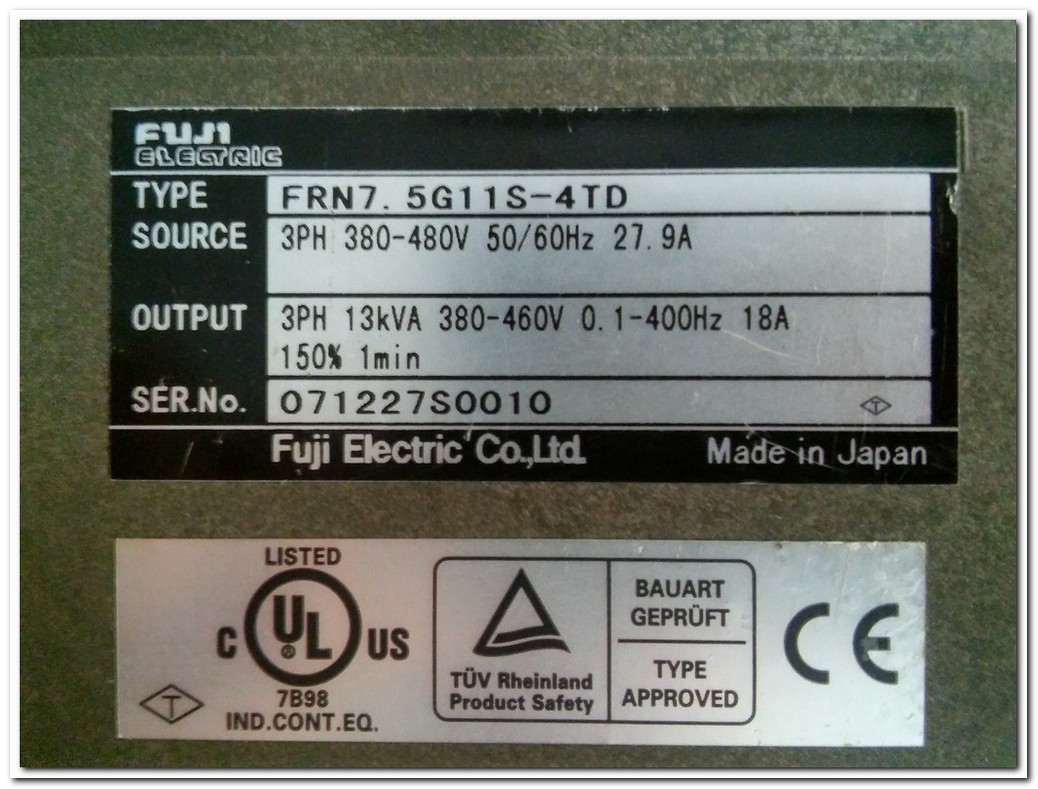 FUJI
ELECTRIC
TYPE FRN7.5G11S-4TD
SOURCE 3PH 380-480V 50/60Hz 27.9A
OUTPUT 3PH 13kVA 380-460V 0.1-400Hz 18A
150% 1min
SER.No. 071227S0010 T
Fuji Electric Co.,Ltd. Made in Japan
LISTED
C UL® US
7B98
IND.CONT.EQ.
T
TÜV Rheinland
Product Safety
BAUART
GEPRÜFT
TYPE
APPROVED
CE